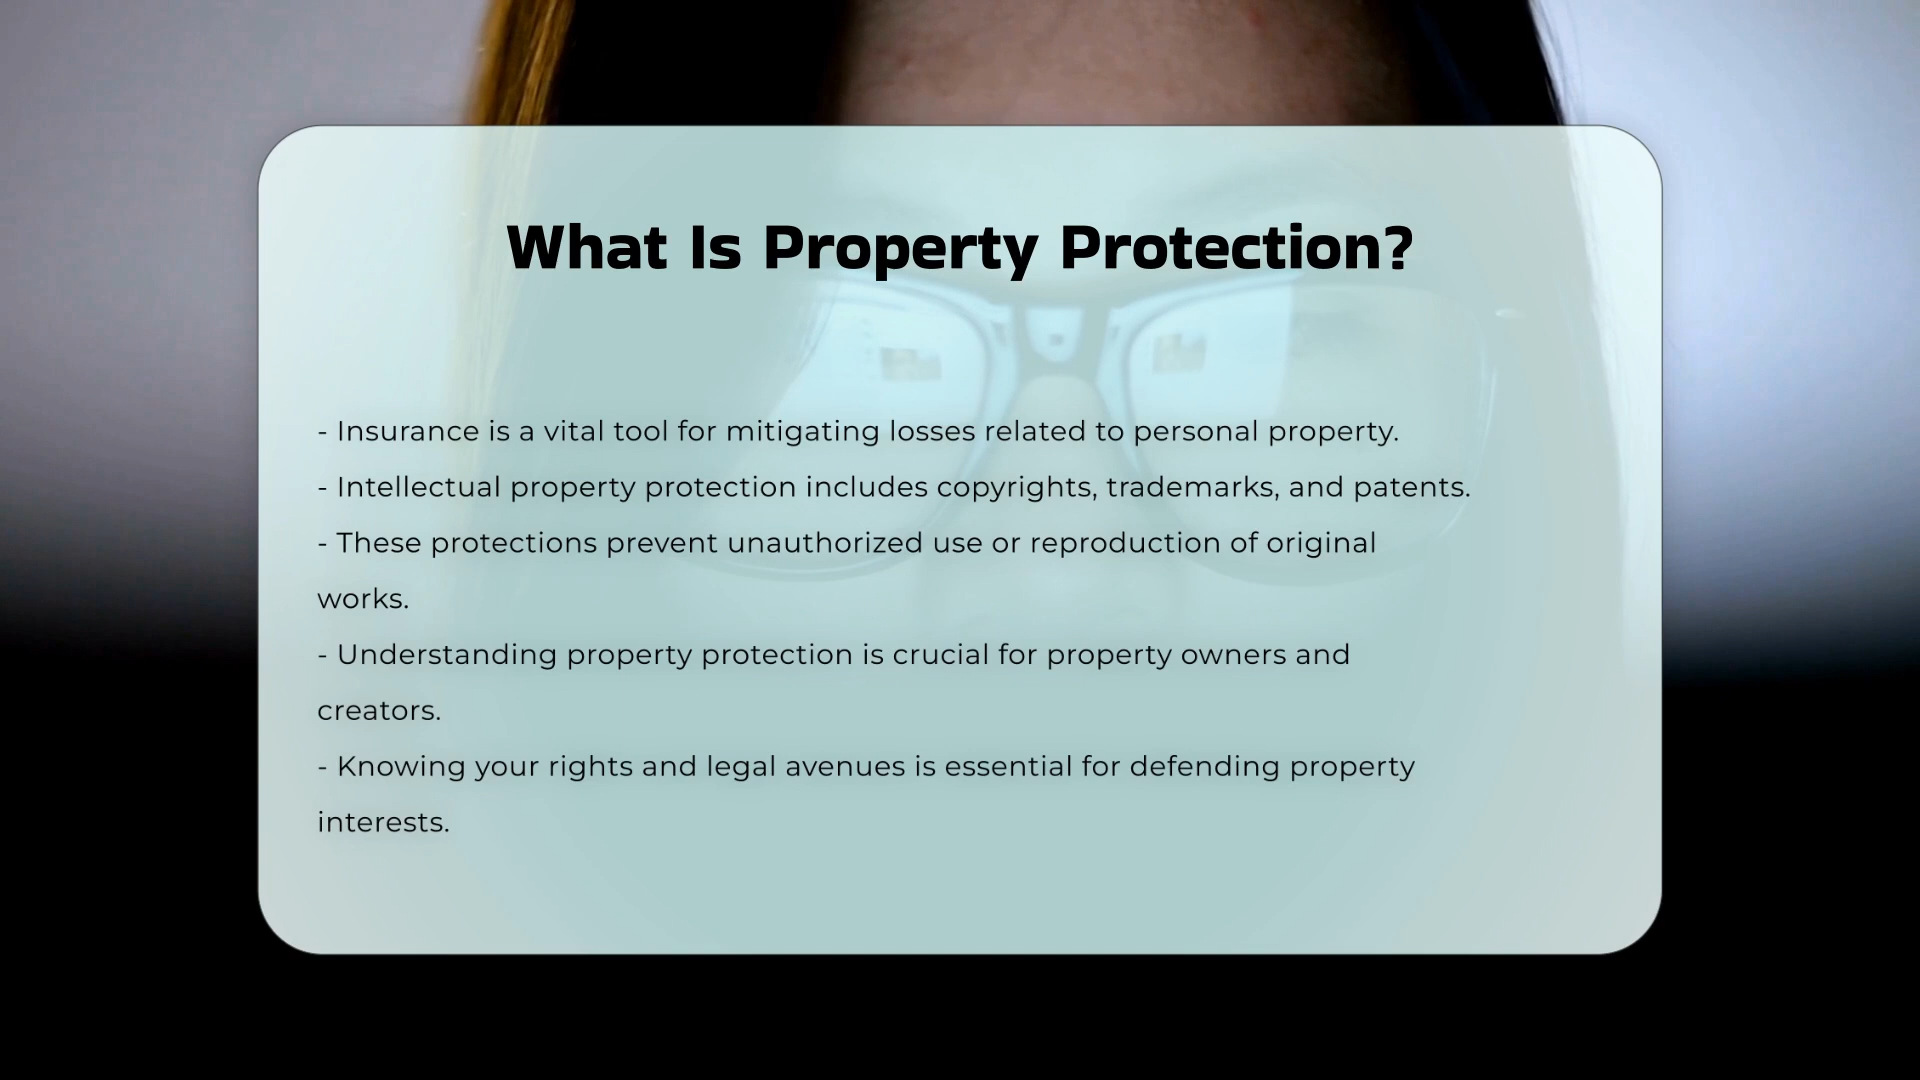 What Is Property Protection?
- Insurance is a vital tool for mitigating losses related to personal property.
- Intellectual property protection includes copyrights, trademarks, and patents.
- These protections prevent unauthorized use or reproduction of original
works.
- Understanding property protection is crucial for property owners and
creators.
- Knowing your rights and legal avenues is essential for defending property
interests.